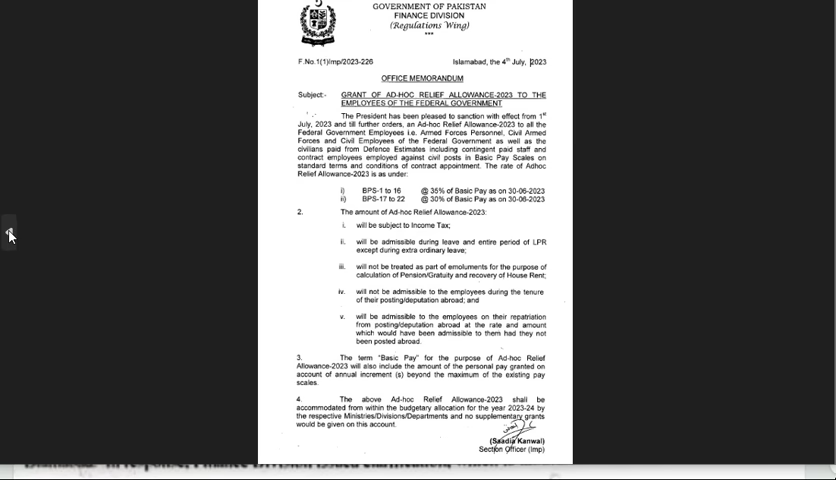 GOVERNMENT OF PAKISTAN
FINANCE DIVISION
(Regulations Wing)
***
F.No.1(1)Imp/2023-226 Islamabad, the 4th July, 2023
OFFICE MEMORANDUM
Subject:- GRANT OF AD-HOC RELIEF ALLOWANCE-2023 TO THE
EMPLOYEES OF THE FEDERAL GOVERNMENT
The President has been pleased to sanction with effect from 1st
July, 2023 and till further orders, an Ad-hoc Relief Allowance-2023 to all the
Federal Government Employees i.e. Armed Forces Personnel, Civil Armed
Forces and Civil Employees of the Federal Government as well as the
civilians paid from Defence Estimates including contingent paid staff and
contract employees employed against civil posts in Basic Pay Scales on
standard terms and conditions of contract appointment. The rate of Adhoc
Relief Allowance-2023 is as under:
i) BPS-1 to 16 @ 35% of Basic Pay as on 30-06-2023
ii) BPS-17 to 22 @ 30% of Basic Pay as on 30-06-2023
2. The amount of Ad-hoc Relief Allowance-2023:
i. will be subject to Income Tax;
ii. will be admissible during leave and entire period of LPR
except during extra ordinary leave;
iii. will not be treated as part of emoluments for the purpose of
calculation of Pension/Gratuity and recovery of House Rent;
iv. will not be admissible to the employees during the tenure
of their posting/deputation abroad; and
v. will be admissible to the employees on their repatriation
from posting/deputation abroad at the rate and amount
which would have been admissible to them had they not
been posted abroad.
3. The term "Basic Pay" for the purpose of Ad-hoc Relief
Allowance-2023 will also include the amount of the personal pay granted on
account of annual increment (s) beyond the maximum of the existing pay
scales.
4. The above Ad-hoc Relief Allowance-2023 shall be
accommodated from within the budgetary allocation for the year 2023-24 by
the respective Ministries/Divisions/Departments and no supplementary grants
would be given on this account.
(Saadia Kanwal)
Section Officer (Imp)